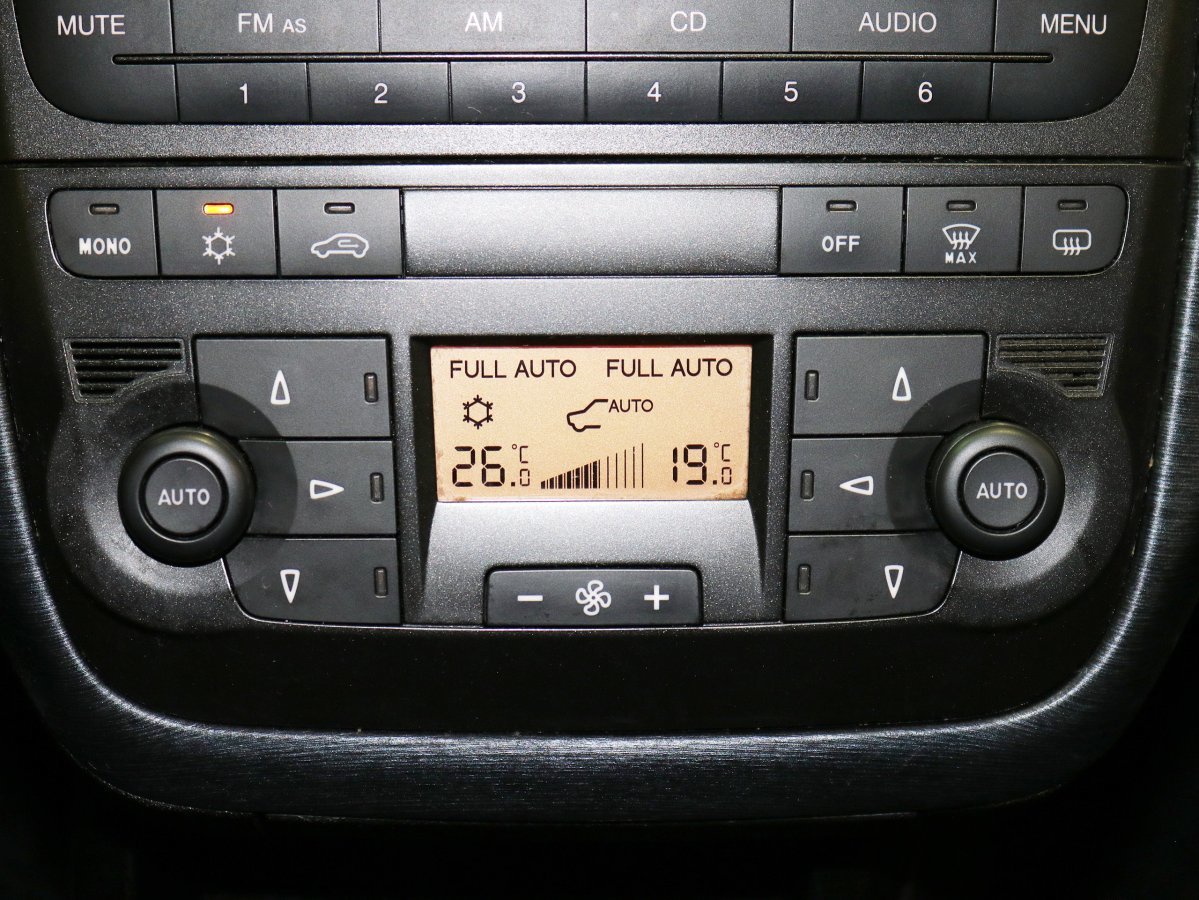 MUTE FM AS AM CD AUDIO MENU
1 2 3 4 5 6
MONO OFF MAX
FULL AUTO FULL AUTO
AUTO
26.0 °C 19.0 °C
AUTO AUTO
- +